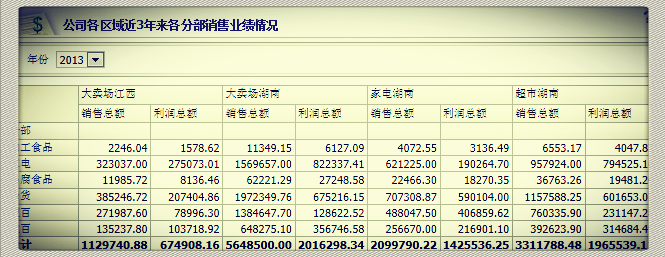 $ 公司各区域近3年来各分部销售业绩情况
年份 2013
大卖场江西 大卖场湖南 家电湖南 超市湖南
销售总额 利润总额 销售总额 利润总额 销售总额 利润总额 销售总额 利润总额
部
工食品 2246.04 1578.62 11349.15 6127.09 4072.55 3136.49 6553.17 4047.8
电 323037.00 275073.01 1569657.00 822337.41 621225.00 190264.70 957924.00 794525.1
腐食品 11985.72 8136.46 62221.29 27248.58 22466.30 18270.35 36763.26 19481.2
货 385246.72 207404.86 1972349.76 675216.15 707308.87 590104.00 1157588.25 601653.0
百 271987.60 78996.30 1384647.70 128622.52 488047.50 406859.62 760335.90 231147.2
百 135237.80 103718.92 648275.10 356746.58 256670.00 216901.10 392623.90 314684.4
计 1129740.88 674908.16 5648500.00 2016298.34 2099790.22 1425536.25 3311788.48 1965539.1